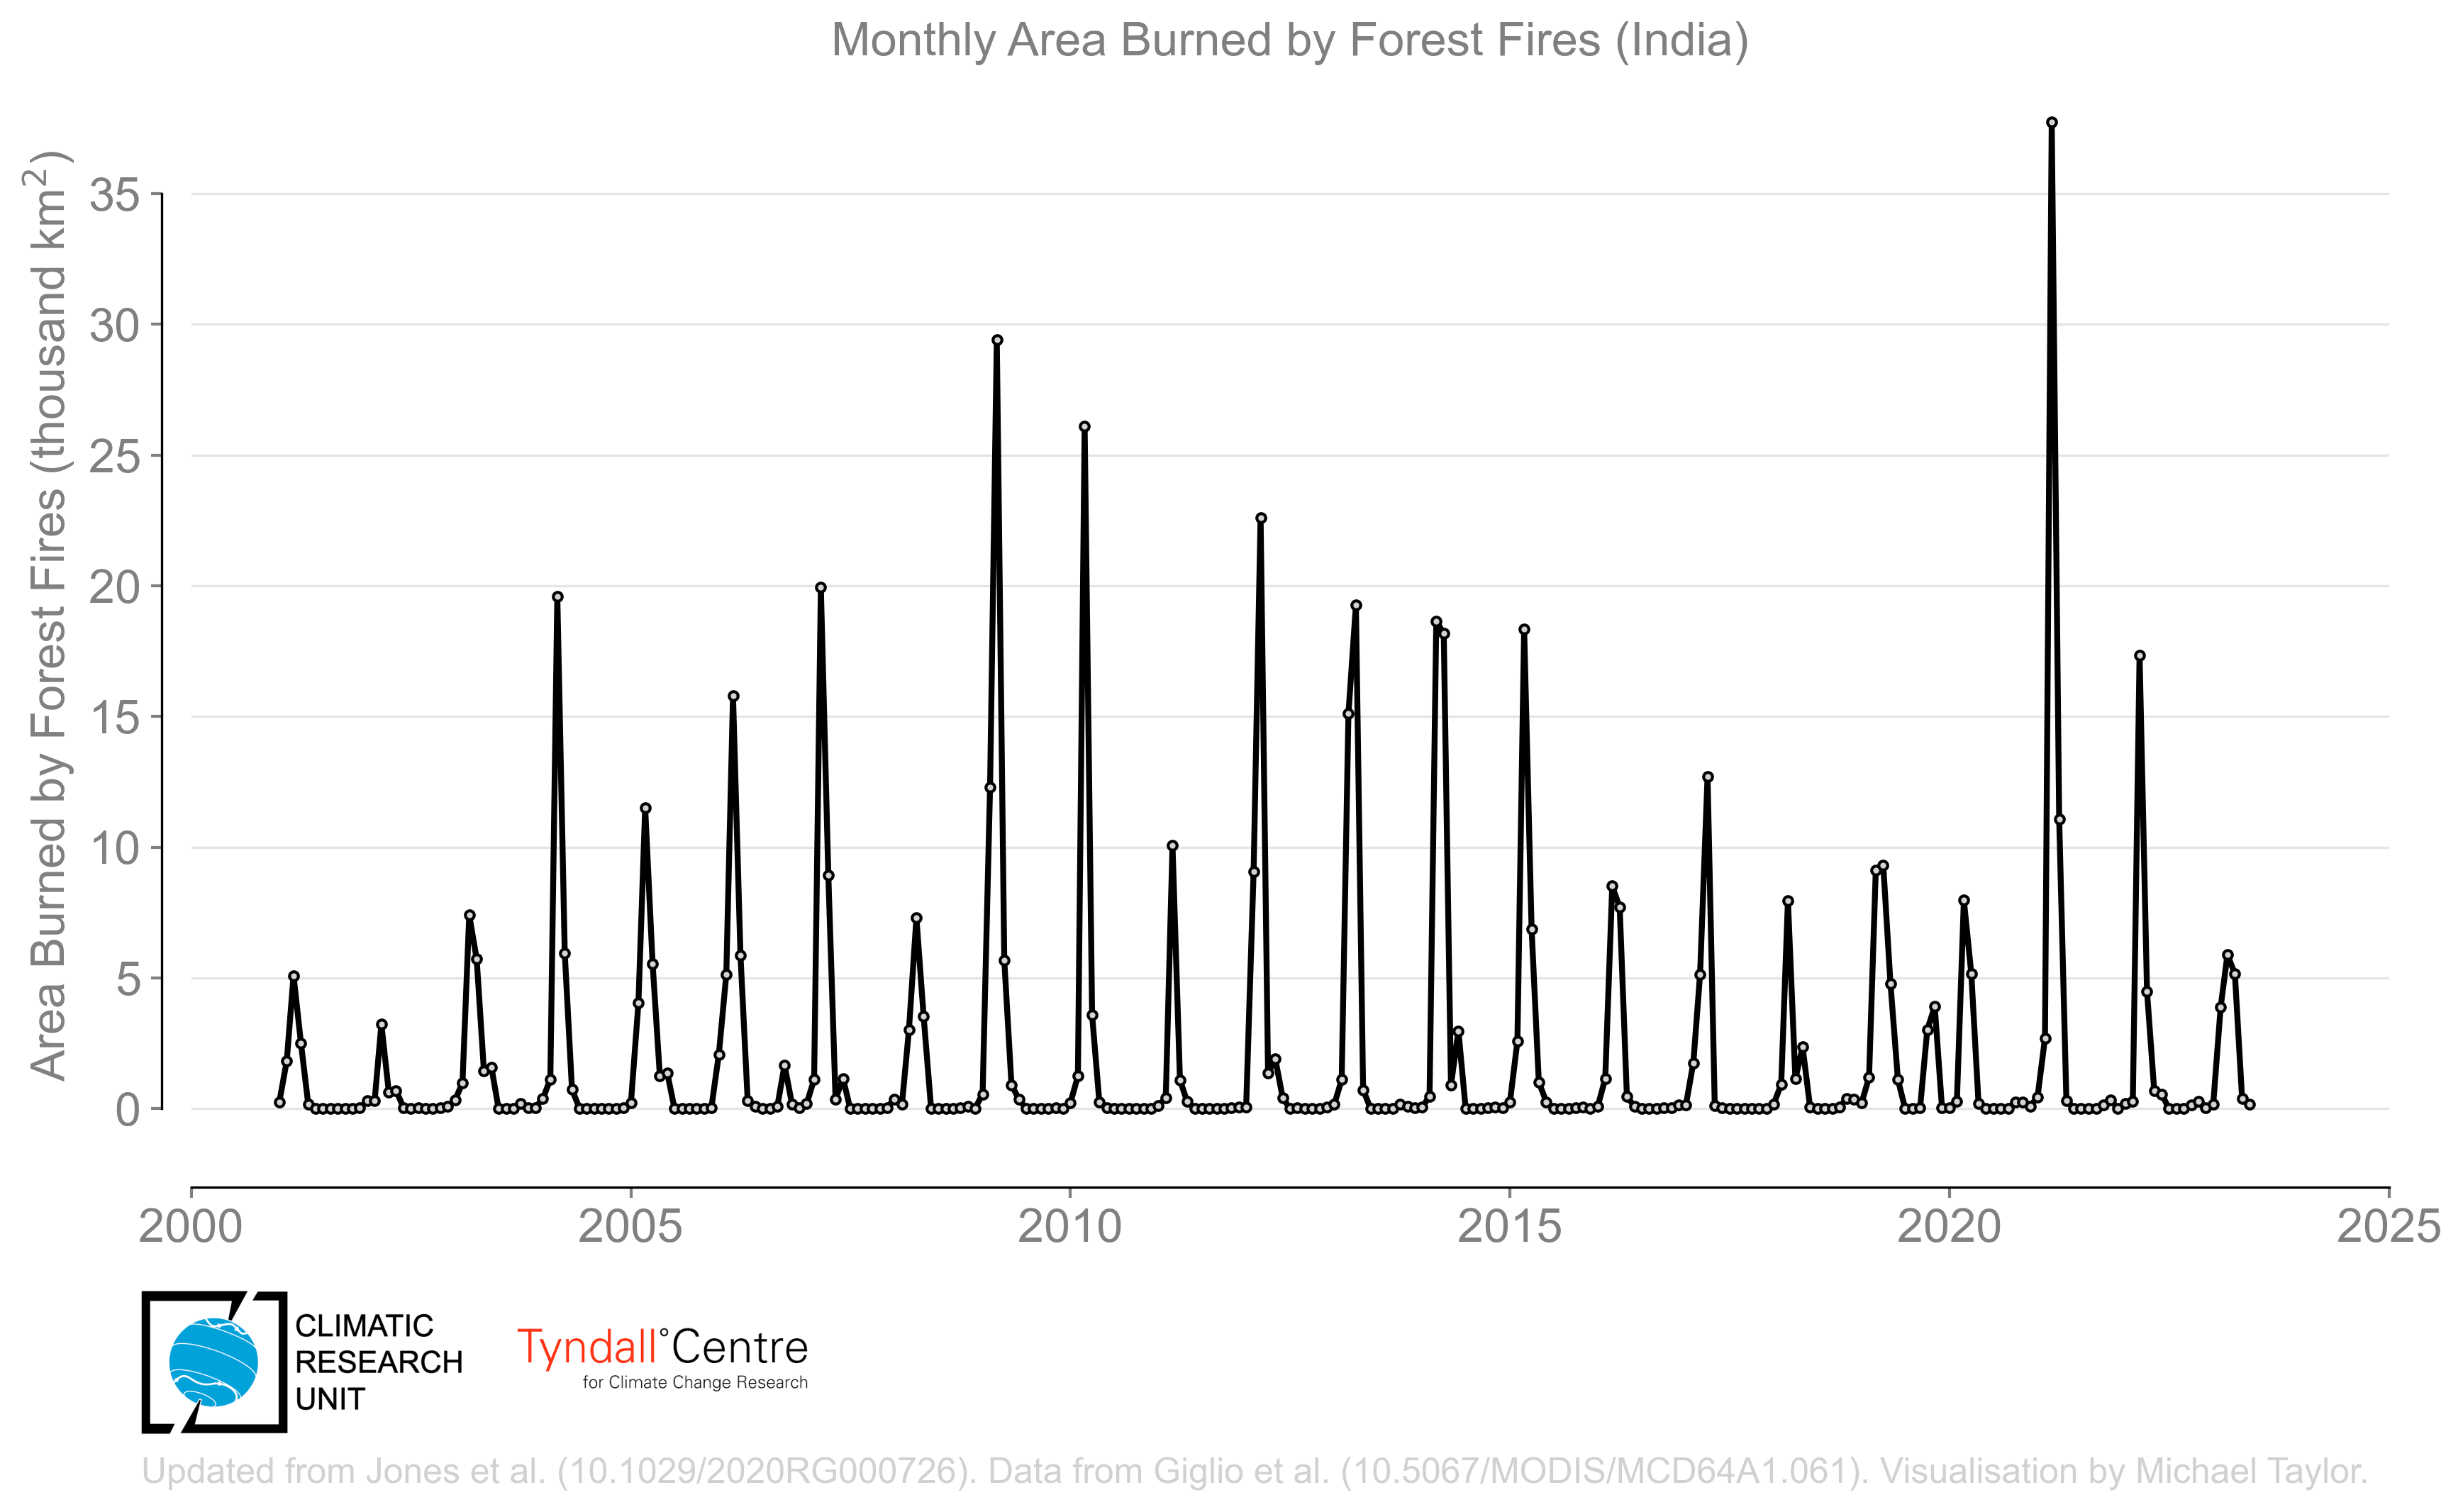 Monthly Area Burned by Forest Fires (India)
Area Burned by Forest Fires (thousand km²)
35
30
25
20
15
10
5
0
2000 2005 2010 2015 2020 2025
CLIMATIC
RESEARCH
UNIT
Tyndall°Centre
for Climate Change Research
Updated from Jones et al. (10.1029/2020RG000726). Data from Giglio et al. (10.5067/MODIS/MCD64A1.061). Visualisation by Michael Taylor.